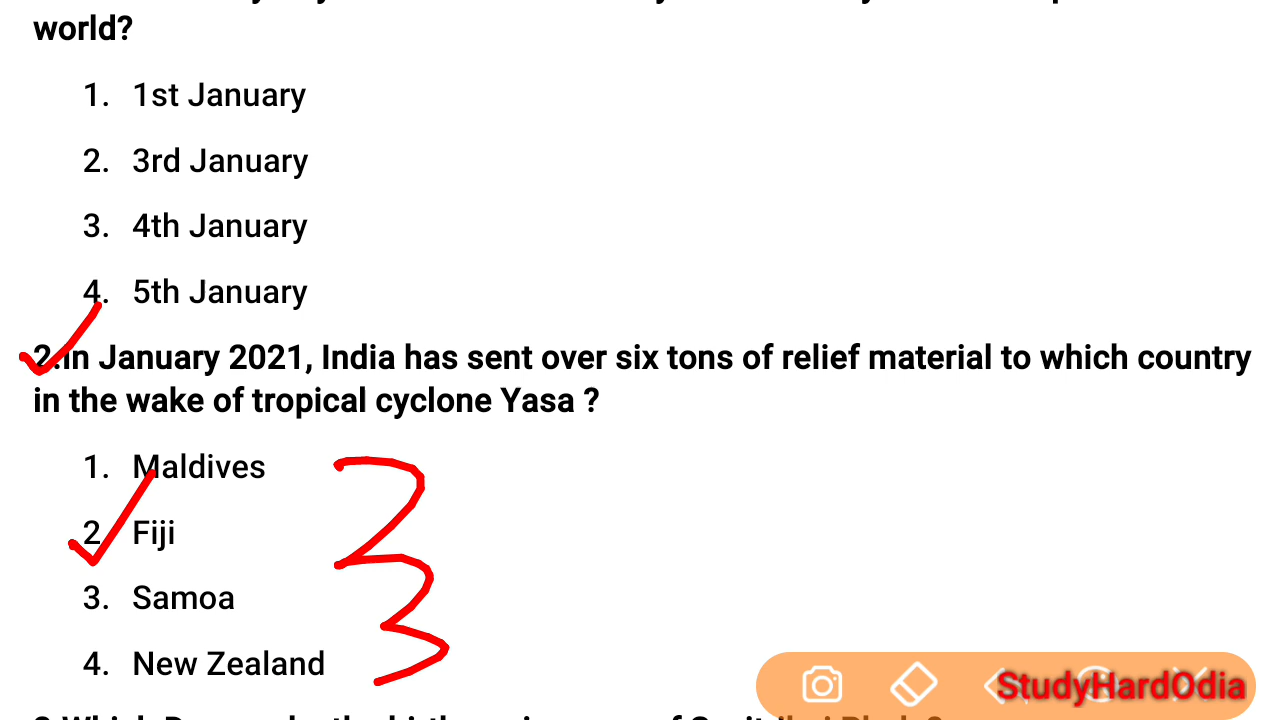 world?
1. 1st January
2. 3rd January
3. 4th January
4. 5th January
2.In January 2021, India has sent over six tons of relief material to which country
in the wake of tropical cyclone Yasa ?
1. Maldives
2. Fiji
3. Samoa
4. New Zealand
StudyHardOdia